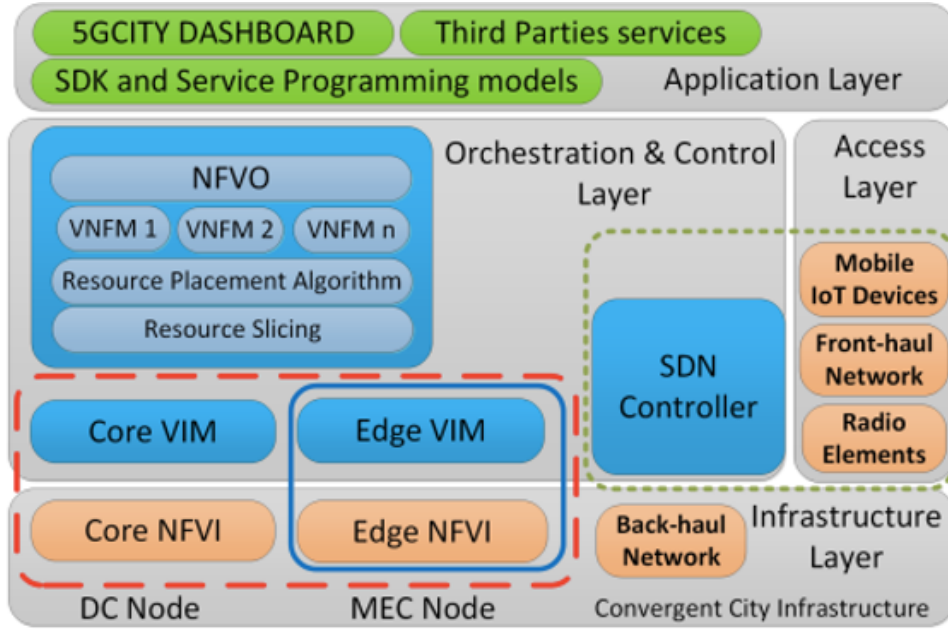 5GCITY DASHBOARD
Third Parties services
SDK and Service Programming models
Application Layer
Orchestration & Control
Layer
NFVO
VNFM 1
VNFM 2
VNFM n
Resource Placement Algorithm
Resource Slicing
Access
Layer
Mobile
IoT Devices
Front-haul
Network
Radio
Elements
SDN
Controller
Core VIM
Edge VIM
Core NFVI
Edge NFVI
Back-haul
Network
Infrastructure
Layer
DC Node
MEC Node
Convergent City Infrastructure